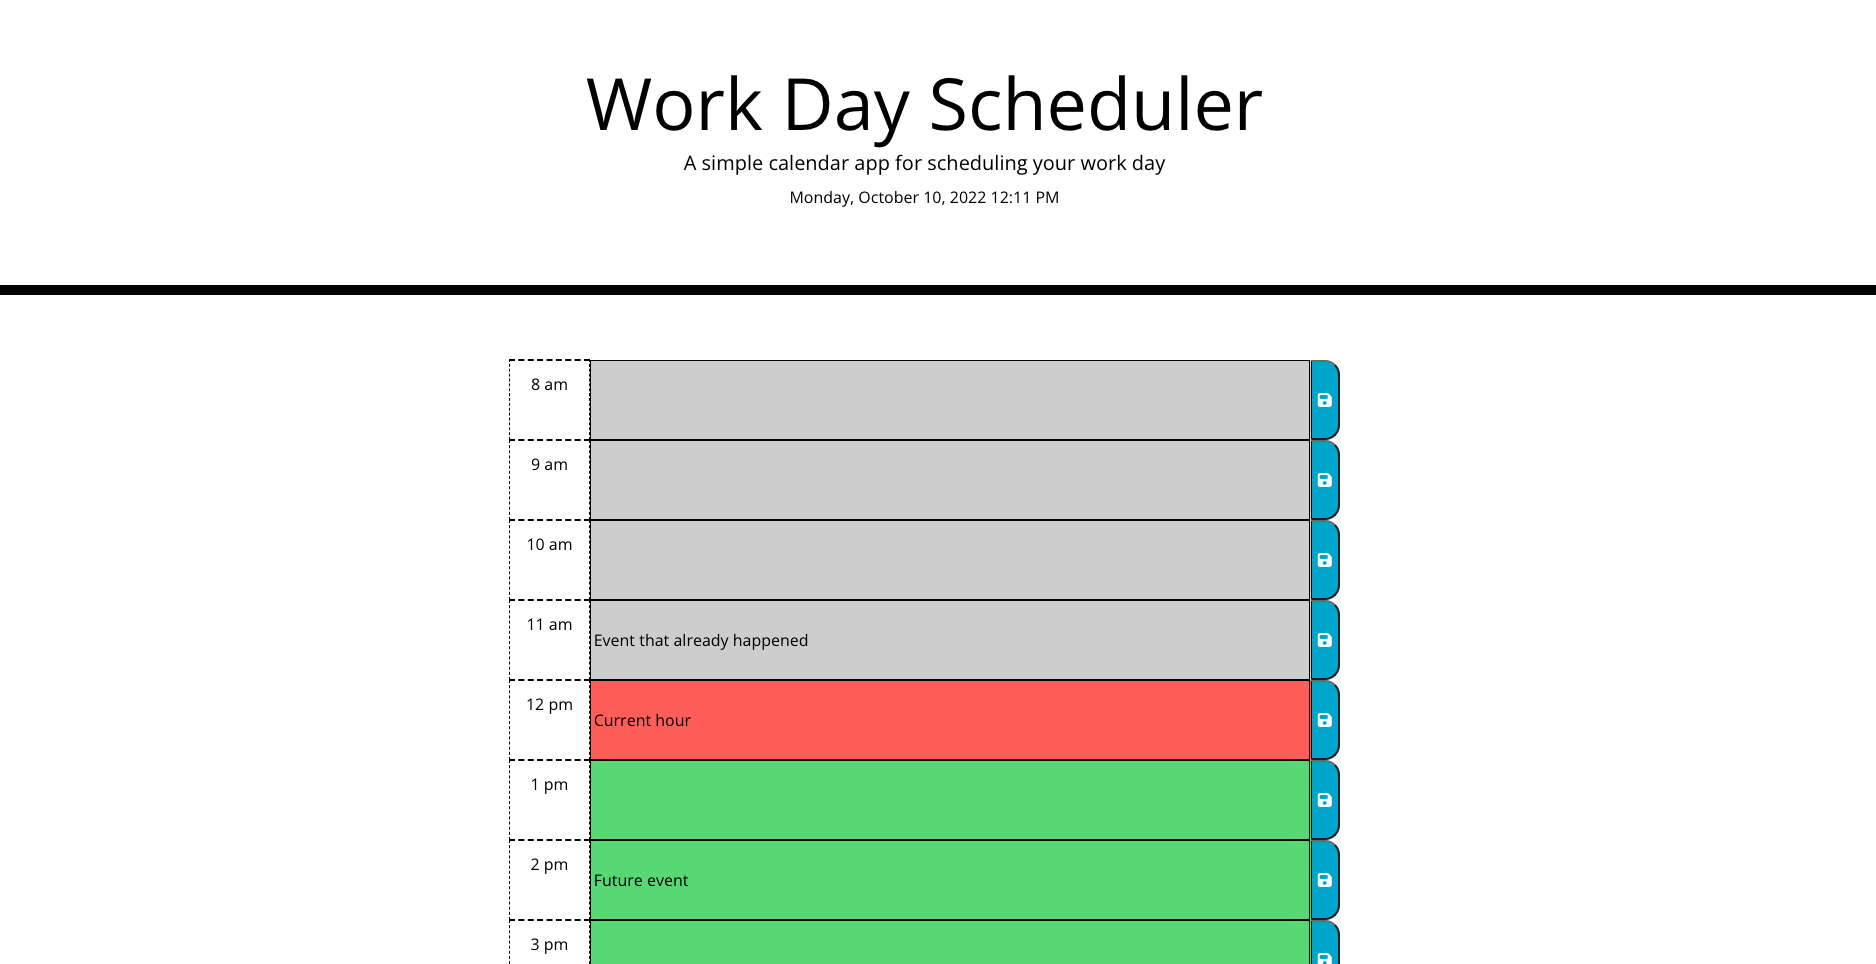 Work Day Scheduler
A simple calendar app for scheduling your work day
Monday, October 10, 2022 12:11 PM
8 am
9 am
10 am
11 am
Event that already happened
12 pm
Current hour
1 pm
2 pm
Future event
3 pm